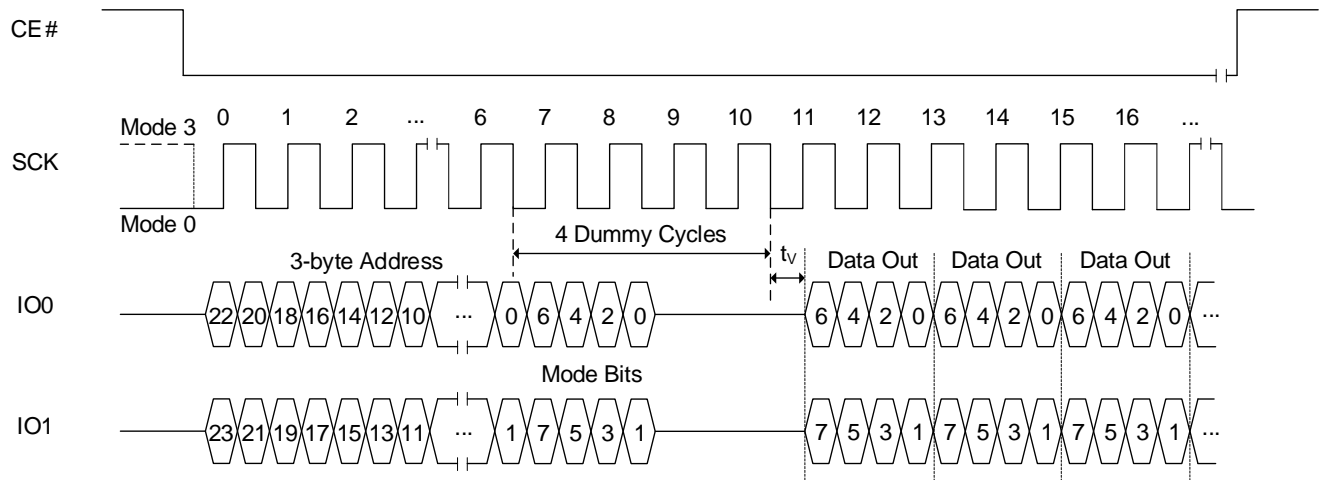 CE#
0 1 2 ... 6 7 8 9 10 11 12 13 14 15 16 ...
Mode 3
SCK
Mode 0
4 Dummy Cycles
3-byte Address tV Data Out Data Out Data Out
IO0 22 20 18 16 14 12 10 ... 0 6 4 2 0 6 4 2 0 6 4 2 0 6 4 2 0 ...
Mode Bits
IO1 23 21 19 17 15 13 11 ... 1 7 5 3 1 7 5 3 1 7 5 3 1 7 5 3 1 ...